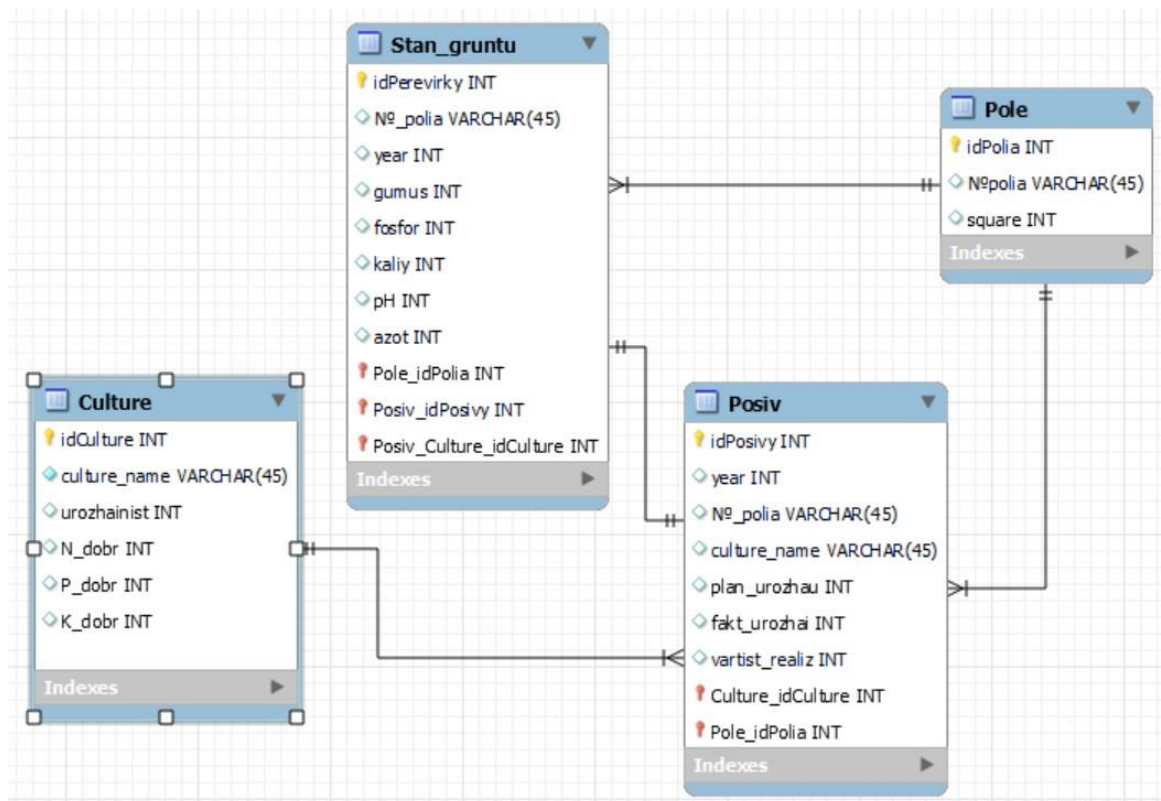 Stan_gruntu
idPerevirky INT
Nº_polia VARCHAR(45)
year INT
gumus INT
fosfor INT
kaliy INT
pH INT
azot INT
Pole_idPolia INT
Posiv_idPosivy INT
Posiv_Culture_idCulture INT
Indexes
Pole
idPolia INT
Nºpolia VARCHAR(45)
square INT
Indexes
Culture
idCulture INT
culture_name VARCHAR(45)
urozhainist INT
N_dobr INT
P_dobr INT
K_dobr INT
Indexes
Posiv
idPosivy INT
year INT
Nº_polia VARCHAR(45)
culture_name VARCHAR(45)
plan_urozhau INT
fakt_urozhai INT
vartist_realiz INT
Culture_idCulture INT
Pole_idPolia INT
Indexes